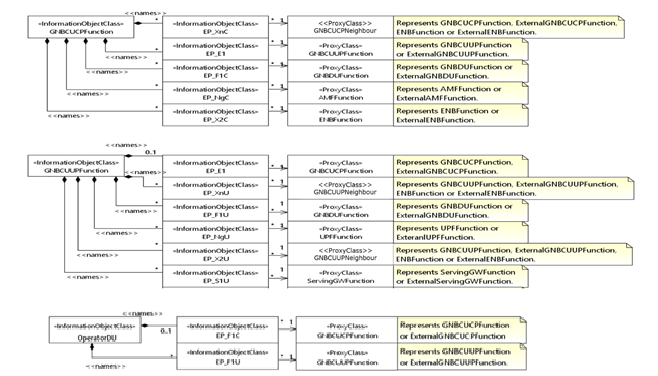 <<names>>
«InformationObjectClass»
GNBCUCPFunction
* «InformationObjectClass» * 1 <<ProxyClass>>
EP_XnC GNBCUCPNeighbour
Represents GNBCUCPFunction, ExternalGNBCUCPFunction,
ENBFunction or ExternalENBFunction.
<<names>>
* «InformationObjectClass» * 1 «ProxyClass»
EP_E1 GNBCUUPFunction
Represents GNBCUUPFunction or
ExternalGNBCUUPFunction.
<<names>>
* «InformationObjectClass» * 1 «ProxyClass»
EP_F1C GNBDUFunction
Represents GNBDUFunction or
ExternalGNBDUFunction.
<<names>>
* «InformationObjectClass» * 1 «ProxyClass»
EP_NgC AMFFunction
Represents AMFFunction or
ExternalAMFFunction.
<<names>>
* «InformationObjectClass» * 1 «ProxyClass»
EP_X2C ENBFunction
Represents ENBFunction or
ExternalENBFunction.
<<names>>
<<names>>
0..1
«InformationObjectClass»
GNBCUUPFunction
«InformationObjectClass» * 1 «ProxyClass»
EP_E1 GNBCUCPFunction
Represents GNBCUCPFunction,
ExternalGNBCUCPFunction.
<<names>>
* «InformationObjectClass» * 1 <<ProxyClass>>
EP_XnU GNBCUUPNeighbour
Represents GNBCUUPFunction, ExternalGNBCUUPFunction,
ENBFunction or ExternalENBFunction.
<<names>>
* «InformationObjectClass» * 1 «ProxyClass»
EP_F1U GNBDUFunction
Represents GNBDUFunction or
ExternalGNBDUFunction.
<<names>>
* «InformationObjectClass» * 1 «ProxyClass»
EP_NgU UPFFunction
Represents UPFFunction or
ExteranlUPFFunction.
<<names>>
* «InformationObjectClass» * 1 <<ProxyClass>>
EP_X2U GNBCUUPNeighbour
Represents GNBCUUPFunction, ExternalGNBCUUPFunction,
ENBFunction or ExternalENBFunction.
<<names>>
* «InformationObjectClass» * 1 «ProxyClass»
EP_S1U ServingGWFunction
Represents ServingGWFunction
or ExternalServingGWFunction.
<<names>>
«InformationObjectClass»
OperatorDU
0..1
«InformationObjectClass» * 1 «ProxyClass»
EP_F1C GNBCUCPFunction
Represents GNBCUCPFunction
or ExternalGNBCUCPFunction
* «InformationObjectClass» * 1 «ProxyClass»
EP_F1U GNBCUUPFunction
Represents GNBCUUPFunction
or ExternalGNBCUUPFunction.
<<names>>